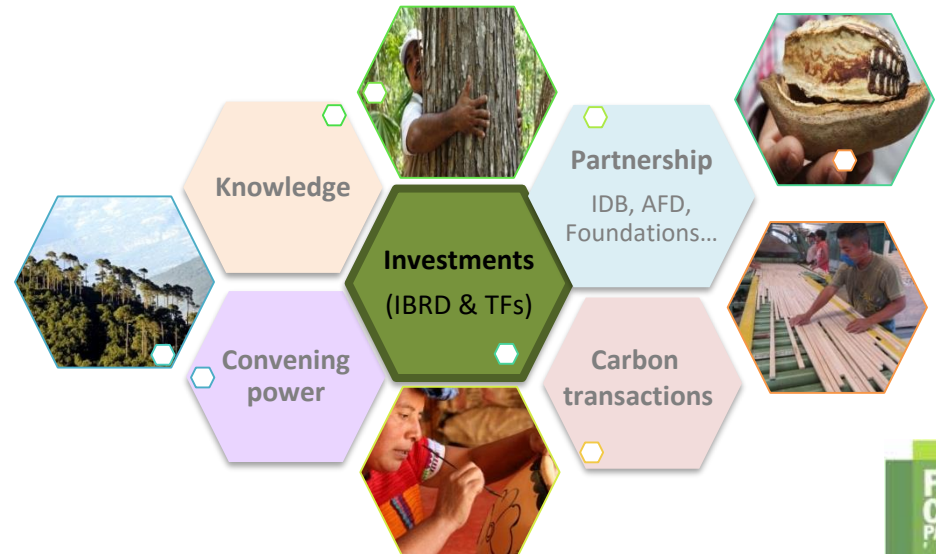 Knowledge
Partnership
IDB, AFD,
Foundations...
Investments
(IBRD & TFs)
Convening
power
Carbon
transactions